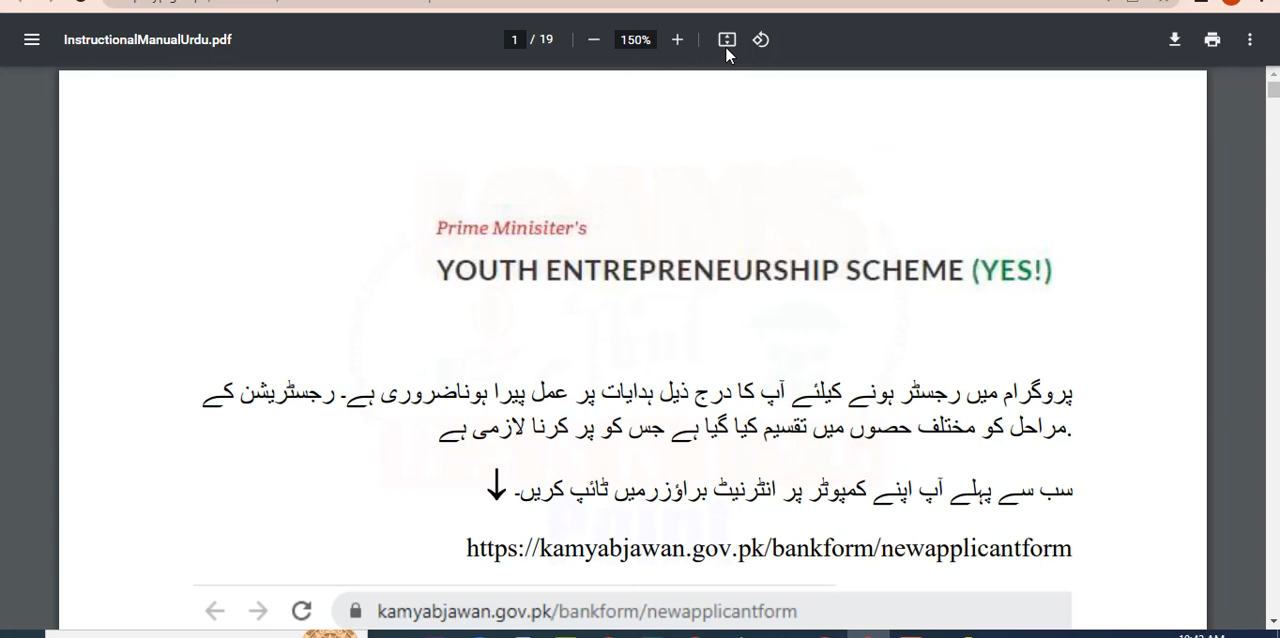 InstructionalManualUrdu.pdf
1 / 19
150%
Prime Minisiter's
YOUTH ENTREPRENEURSHIP SCHEME (YES!)
پروگرام میں رجسٹر ہونے کیلئے آپ کا درج ذیل ہدایات پر عمل پیرا ہوناضروری ہے۔ رجسٹریشن کے
مراحل کو مختلف حصوں میں تقسیم کیا گیا ہے جس کو پر کرنا لازمی ہے.
سب سے پہلے آپ اپنے کمپوٹر پر انٹرنیٹ براؤزرمیں ٹائپ کریں۔ ↓
https://kamyabjawan.gov.pk/bankform/newapplicantform
kamyabjawan.gov.pk/bankform/newapplicantform